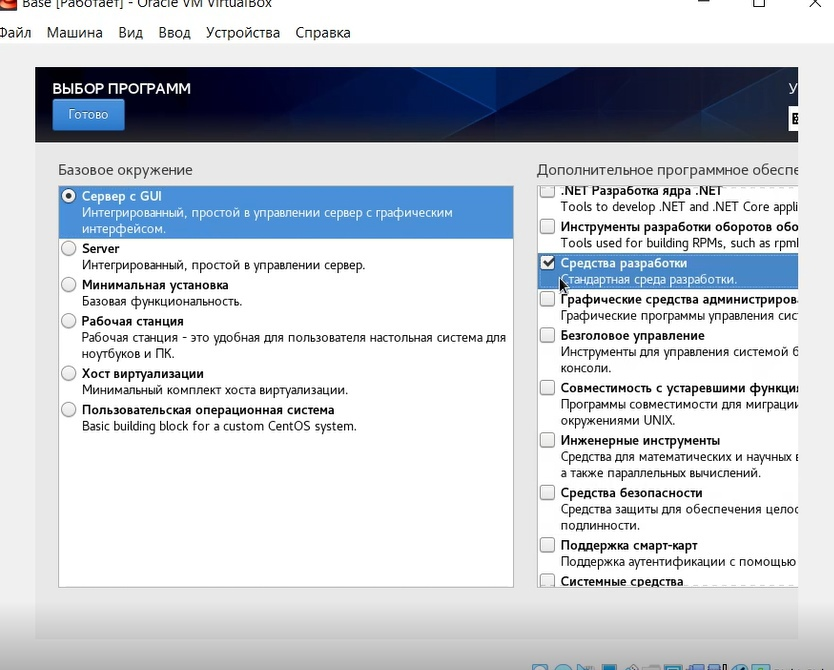 Base [Работает] - Oracle VM VirtualBox
Файл Машина Вид Ввод Устройства Справка
ВЫБОР ПРОГРАММ
Готово
У
Базовое окружение
Сервер с GUI
Интегрированный, простой в управлении сервер с графическим
интерфейсом.
Server
Интегрированный, простой в управлении сервер.
Минимальная установка
Базовая функциональность.
Рабочая станция
Рабочая станция - это удобная для пользователя настольная система для
ноутбуков и ПК.
Хост виртуализации
Минимальный комплект хоста виртуализации.
Пользовательская операционная система
Basic building block for a custom CentOS system.
Дополнительное программное обеспе
.NET Разработка ядра .NET
Tools to develop .NET and .NET Core appli
Инструменты разработки оборотов обо
Tools used for building RPMs, such as rpml
Средства разработки
Стандартная среда разработки.
Графические средства администриров
Графические программы управления сис
Безголовое управление
Инструменты для управления системой б
консоли.
Совместимость с устаревшими функци
Программы совместимости для миграции
окружениями UNIX.
Инженерные инструменты
Средства для математических и научных в
а также параллельных вычислений.
Средства безопасности
Средства защиты для обеспечения целос
подлинности.
Поддержка смарт-карт
Поддержка аутентификации с помощью
Системные средства